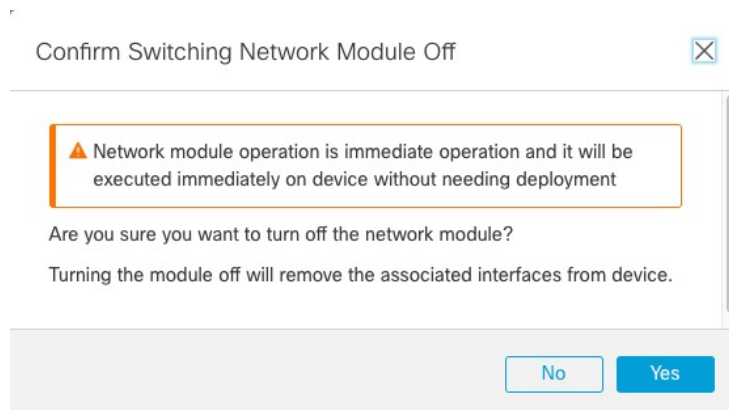 Confirm Switching Network Module Off
Network module operation is immediate operation and it will be
executed immediately on device without needing deployment
Are you sure you want to turn off the network module?
Turning the module off will remove the associated interfaces from device.
No
Yes